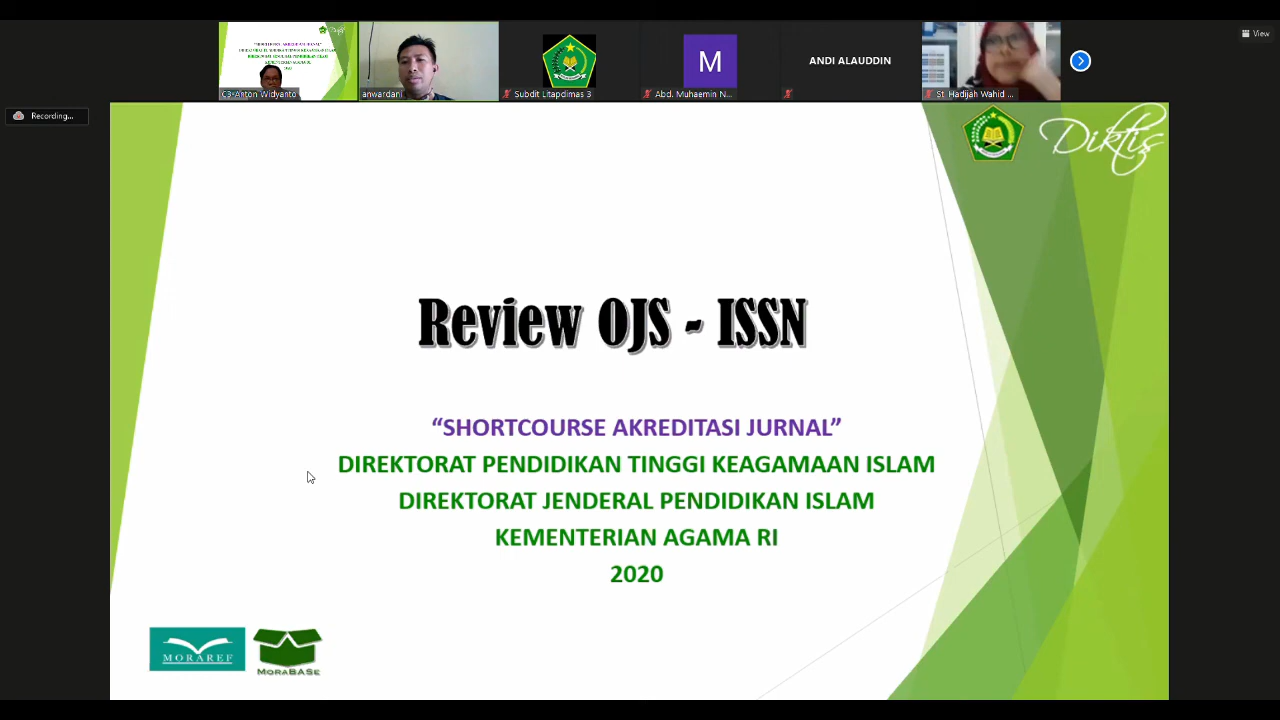 View
C3-Anton Widyanto
anwardani
Subdit Litapdimas 3
M
Abd. Muhaemin N...
ANDI ALAUDDIN
St. Hadijah Wahid ...
Recording...
Diktis
Review OJS - ISSN
“SHORTCOURSE AKREDITASI JURNAL”
DIREKTORAT PENDIDIKAN TINGGI KEAGAMAAN ISLAM
DIREKTORAT JENDERAL PENDIDIKAN ISLAM
KEMENTERIAN AGAMA RI
2020
MORAREF
MORABASE